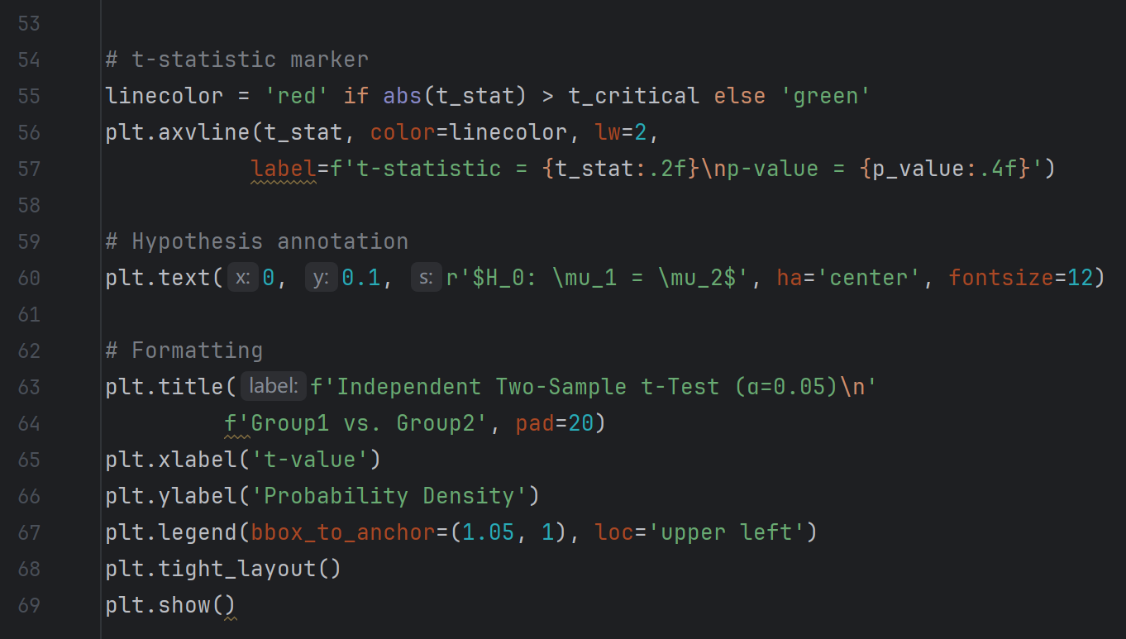 53
54 # t-statistic marker
55 linecolor = 'red' if abs(t_stat) > t_critical else 'green'
56 plt.axvline(t_stat, color=linecolor, lw=2,
57 label=f't-statistic = {t_stat:.2f}\np-value = {p_value:.4f}')
58
59 # Hypothesis annotation
60 plt.text(x: 0, y: 0.1, s: r'$H_0: \mu_1 = \mu_2$', ha='center', fontsize=12)
61
62 # Formatting
63 plt.title(label: f'Independent Two-Sample t-Test (α=0.05)\n'
64 f'Group1 vs. Group2', pad=20)
65 plt.xlabel('t-value')
66 plt.ylabel('Probability Density')
67 plt.legend(bbox_to_anchor=(1.05, 1), loc='upper left')
68 plt.tight_layout()
69 plt.show()